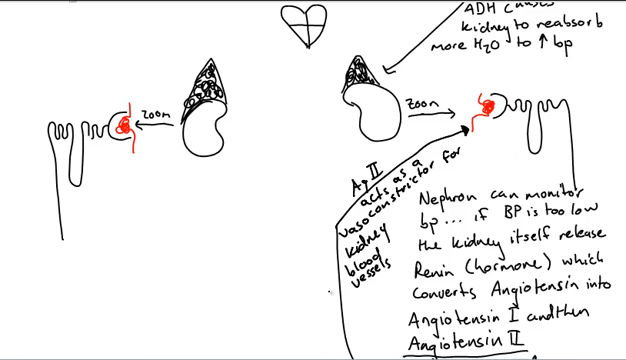 ADH causes
kidney to reabsorb
more H2O to ↑ bp
Zoom
Zoom
Ag II
acts as a
vasoconstrictor for
kidney
blood
vessels
Nephron can monitor
bp... if BP is too low
the kidney itself release
Renin (hormone) which
converts Angiotensin into
Angiotensin I and then
Angiotensin II